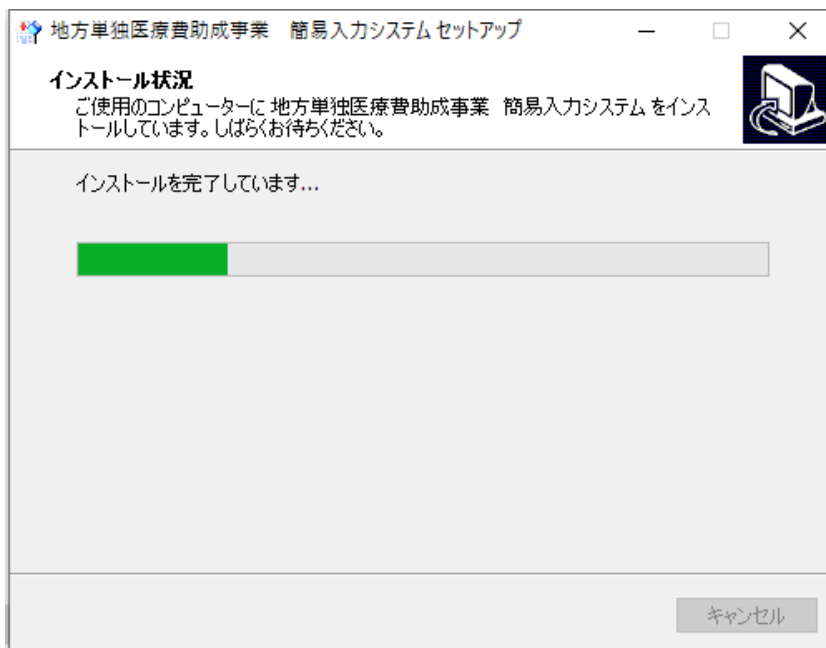 地方単独医療費助成事業　簡易入力システム セットアップ
インストール状況
ご使用のコンピューターに 地方単独医療費助成事業　簡易入力システム をインス
トールしています。しばらくお待ちください。
インストールを完了しています...
キャンセル